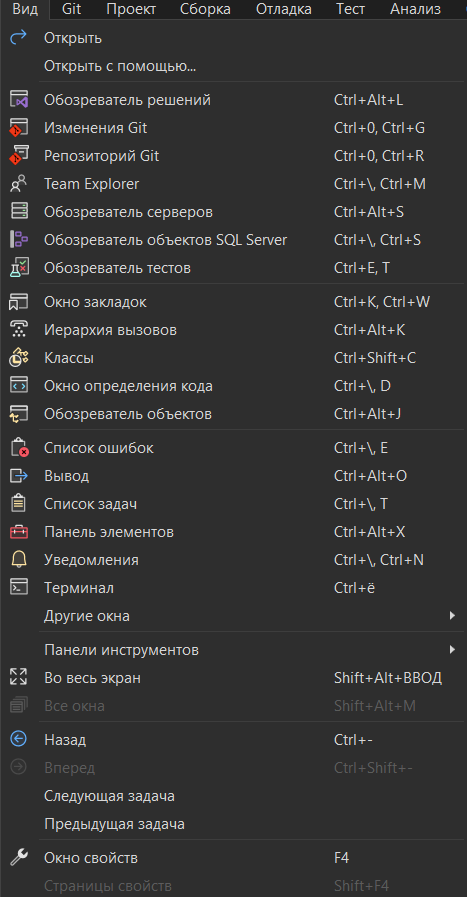 Вид Git Проект Сборка Отладка Тест Анализ
Открыть
Открыть с помощью...
Обозреватель решений Ctrl+Alt+L
Изменения Git Ctrl+0, Ctrl+G
Репозиторий Git Ctrl+0, Ctrl+R
Team Explorer Ctrl+\, Ctrl+M
Обозреватель серверов Ctrl+Alt+S
Обозреватель объектов SQL Server Ctrl+\, Ctrl+S
Обозреватель тестов Ctrl+E, T
Окно закладок Ctrl+K, Ctrl+W
Иерархия вызовов Ctrl+Alt+K
Классы Ctrl+Shift+C
Окно определения кода Ctrl+\, D
Обозреватель объектов Ctrl+Alt+J
Список ошибок Ctrl+\, E
Вывод Ctrl+Alt+O
Список задач Ctrl+\, T
Панель элементов Ctrl+Alt+X
Уведомления Ctrl+\, Ctrl+N
Терминал Ctrl+ё
Другие окна
Панели инструментов
Во весь экран Shift+Alt+ВВОД
Все окна Shift+Alt+M
Назад Ctrl+-
Вперед Ctrl+Shift+-
Следующая задача
Предыдущая задача
Окно свойств F4
Страницы свойств Shift+F4